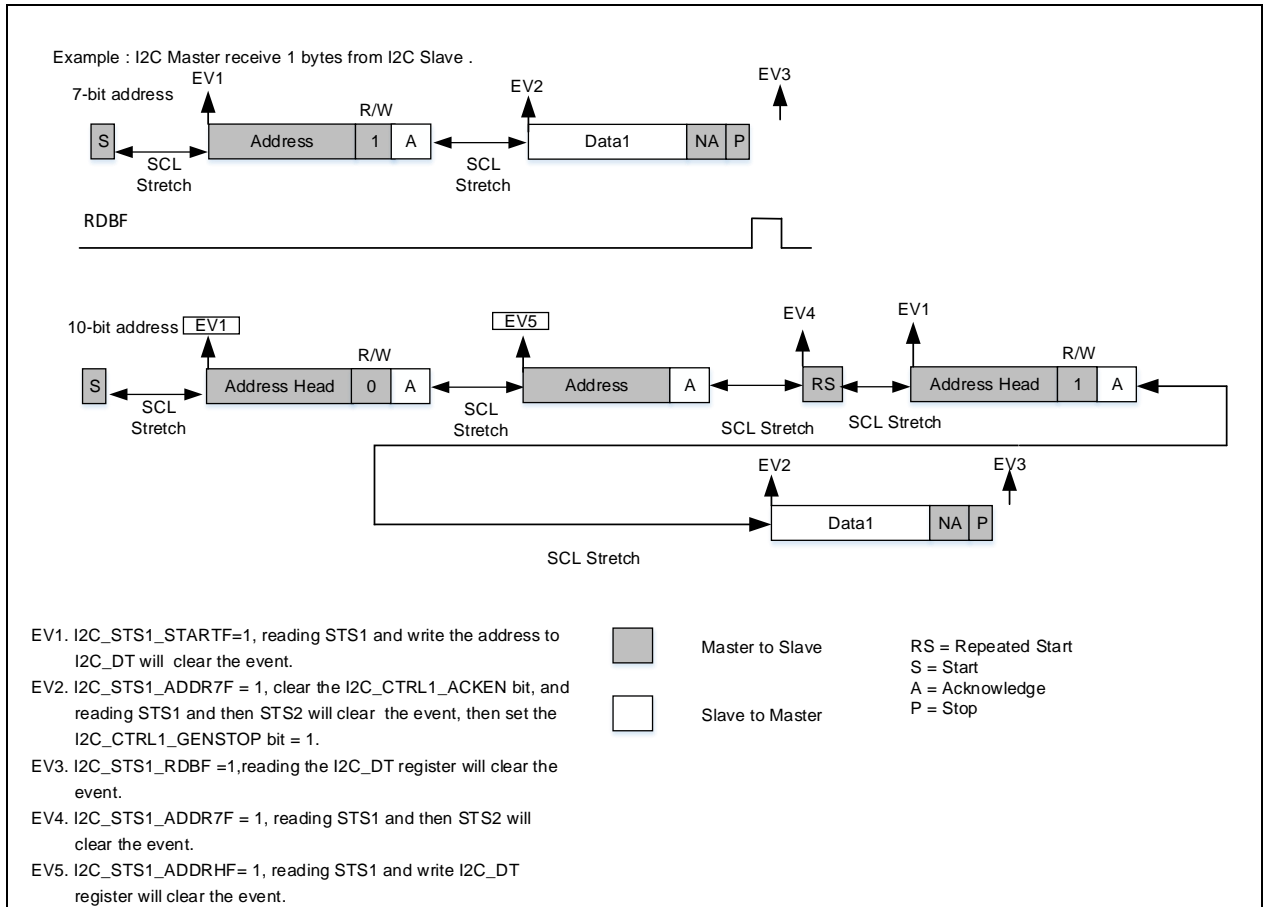 Example : I2C Master receive 1 bytes from I2C Slave .
EV1
EV2
EV3
7-bit address
R/W
S
Address
1
A
Data1
NA
P
SCL
Stretch
SCL
Stretch
RDBF
10-bit address
EV1
EV5
EV4
EV1
R/W
R/W
S
Address Head
0
A
Address
A
RS
Address Head
1
A
SCL
Stretch
SCL
Stretch
SCL Stretch
SCL Stretch
EV2
EV3
Data1
NA
P
SCL Stretch
EV1. I2C_STS1_STARTF=1, reading STS1 and write the address to
I2C_DT will clear the event.
EV2. I2C_STS1_ADDR7F = 1, clear the I2C_CTRL1_ACKEN bit, and
reading STS1 and then STS2 will clear the event, then set the
I2C_CTRL1_GENSTOP bit = 1.
EV3. I2C_STS1_RDBF =1,reading the I2C_DT register will clear the
event.
EV4. I2C_STS1_ADDR7F = 1, reading STS1 and then STS2 will
clear the event.
EV5. I2C_STS1_ADDRHF= 1, reading STS1 and write I2C_DT
register will clear the event.
Master to Slave
Slave to Master
RS = Repeated Start
S = Start
A = Acknowledge
P = Stop